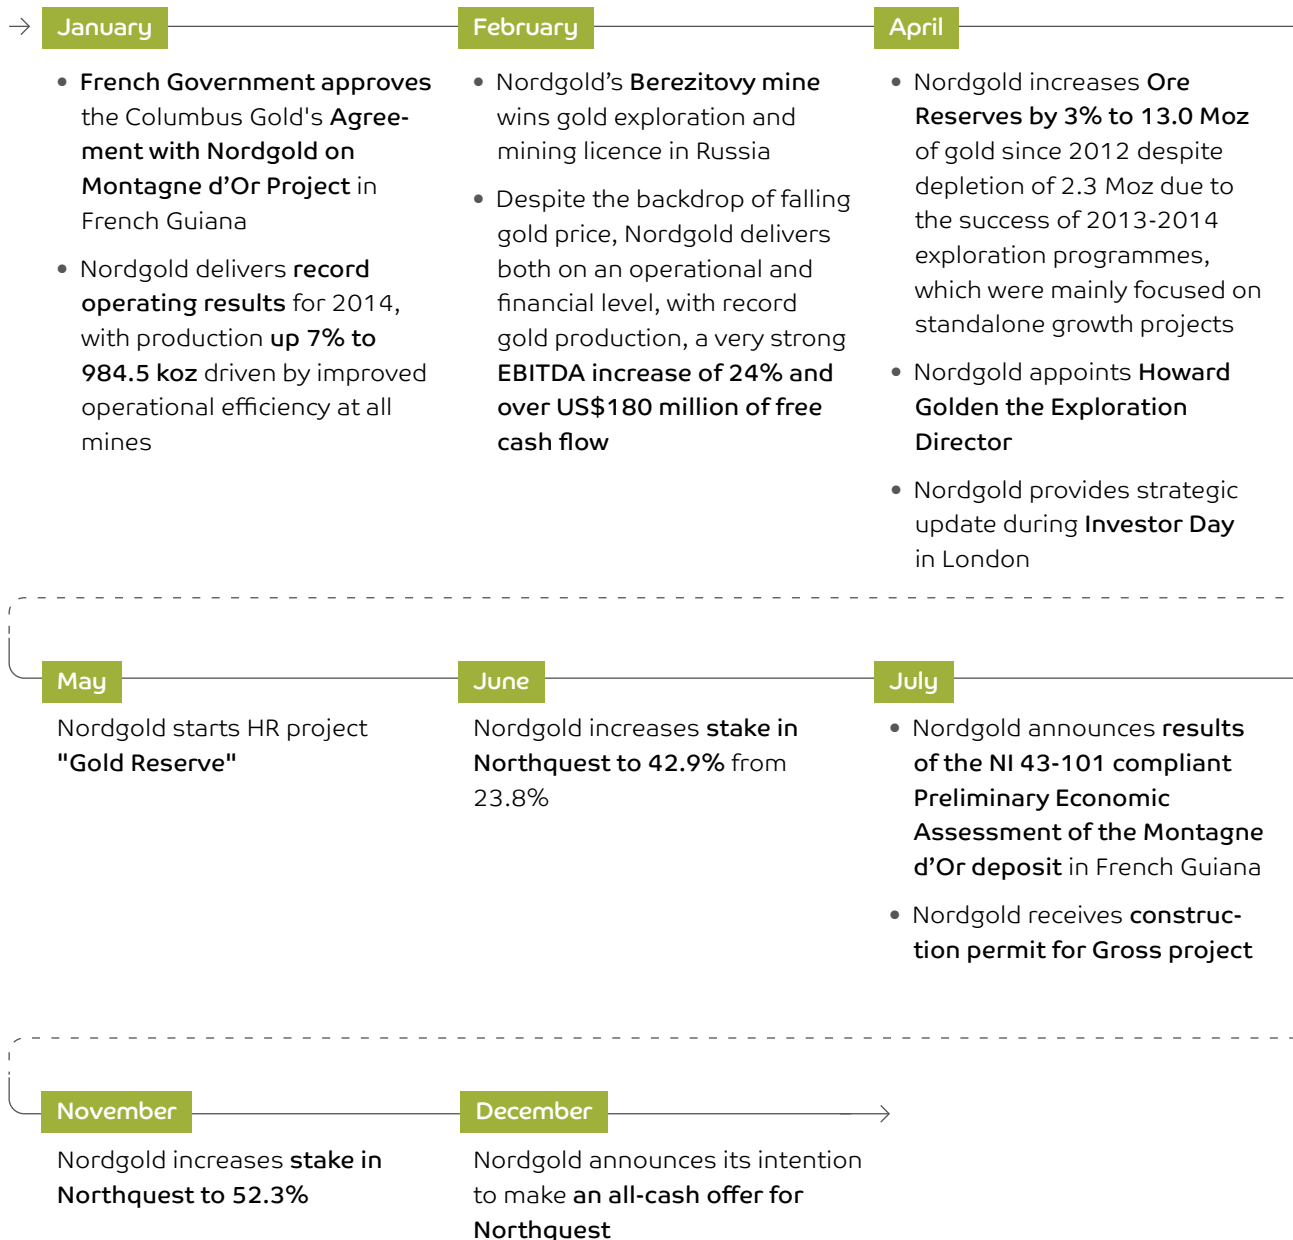 January
• French Government approves
the Columbus Gold's Agree-
ment with Nordgold on
Montagne d’Or Project in
French Guiana
• Nordgold delivers record
operating results for 2014,
with production up 7% to
984.5 koz driven by improved
operational efficiency at all
mines
February
• Nordgold’s Berezitovy mine
wins gold exploration and
mining licence in Russia
• Despite the backdrop of falling
gold price, Nordgold delivers
both on an operational and
financial level, with record
gold production, a very strong
EBITDA increase of 24% and
over US$180 million of free
cash flow
April
• Nordgold increases Ore
Reserves by 3% to 13.0 Moz
of gold since 2012 despite
depletion of 2.3 Moz due to
the success of 2013-2014
exploration programmes,
which were mainly focused on
standalone growth projects
• Nordgold appoints Howard
Golden the Exploration
Director
• Nordgold provides strategic
update during Investor Day
in London
May
Nordgold starts HR project
"Gold Reserve"
June
Nordgold increases stake in
Northquest to 42.9% from
23.8%
July
• Nordgold announces results
of the NI 43-101 compliant
Preliminary Economic
Assessment of the Montagne
d’Or deposit in French Guiana
• Nordgold receives construc-
tion permit for Gross project
November
Nordgold increases stake in
Northquest to 52.3%
December
Nordgold announces its intention
to make an all-cash offer for
Northquest